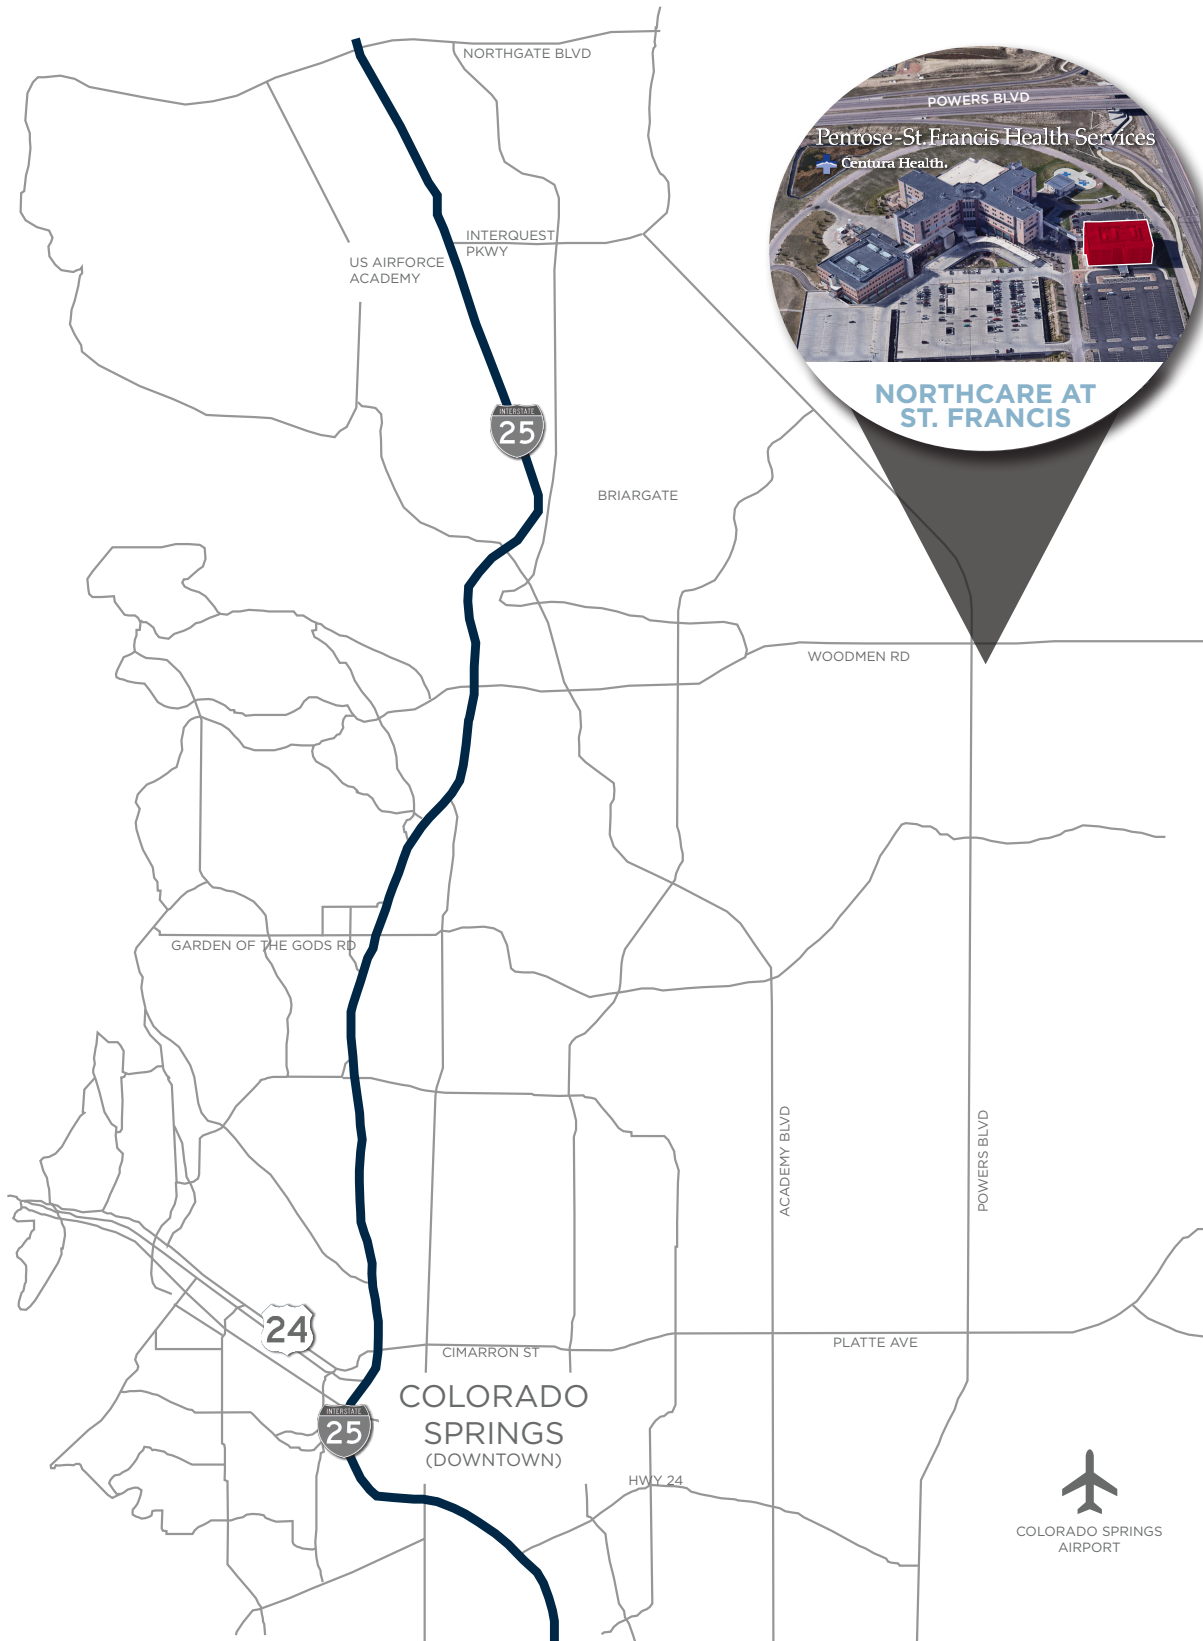 NORTHGATE BLVD
POWERS BLVD
Penrose-St. Francis Health Services
Centura Health.
INTERQUEST
PKWY
US AIRFORCE
ACADEMY
NORTHCARE AT
ST. FRANCIS
INTERSTATE
25
BRIARGATE
WOODMEN RD
GARDEN OF THE GODS RD
ACADEMY BLVD
POWERS BLVD
24
CIMARRON ST
PLATTE AVE
COLORADO
SPRINGS
(DOWNTOWN)
INTERSTATE
25
HWY 24
COLORADO SPRINGS
AIRPORT